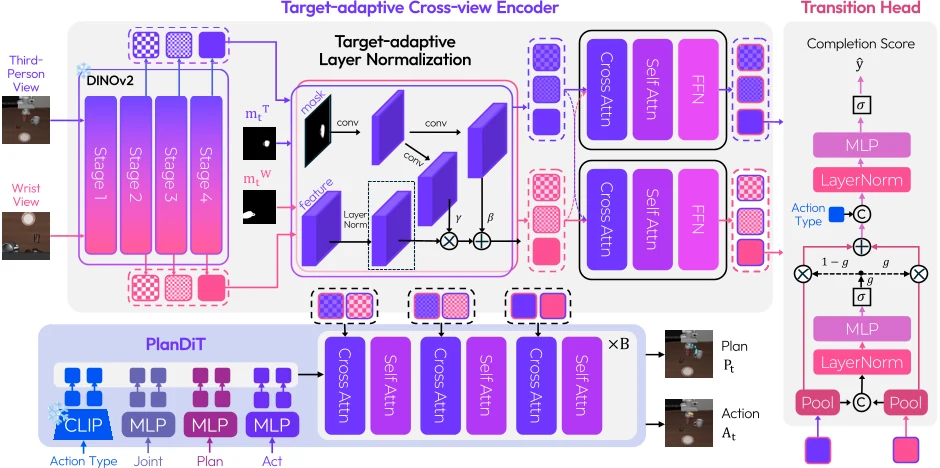 Target-adaptive Cross-view Encoder
Transition Head
Third-
Person
View
Wrist
View
DINOv2
Stage 1
Stage 2
Stage 3
Stage 4
Target-adaptive
Layer Normalization
m_t^T
m_t^W
mask
conv
conv
conv
feature
Layer
Norm
γ
β
Cross Attn
Self Attn
FFN
Cross Attn
Self Attn
FFN
Completion Score
ŷ
σ
MLP
LayerNorm
Action
Type
C
1 − g
g
g
σ
MLP
LayerNorm
Pool
C
Pool
PlanDiT
CLIP
MLP
MLP
MLP
Action Type
Joint
Plan
Act
Cross Attn
Self Attn
Cross Attn
Self Attn
Cross Attn
Self Attn
×B
Plan
P_t
Action
A_t